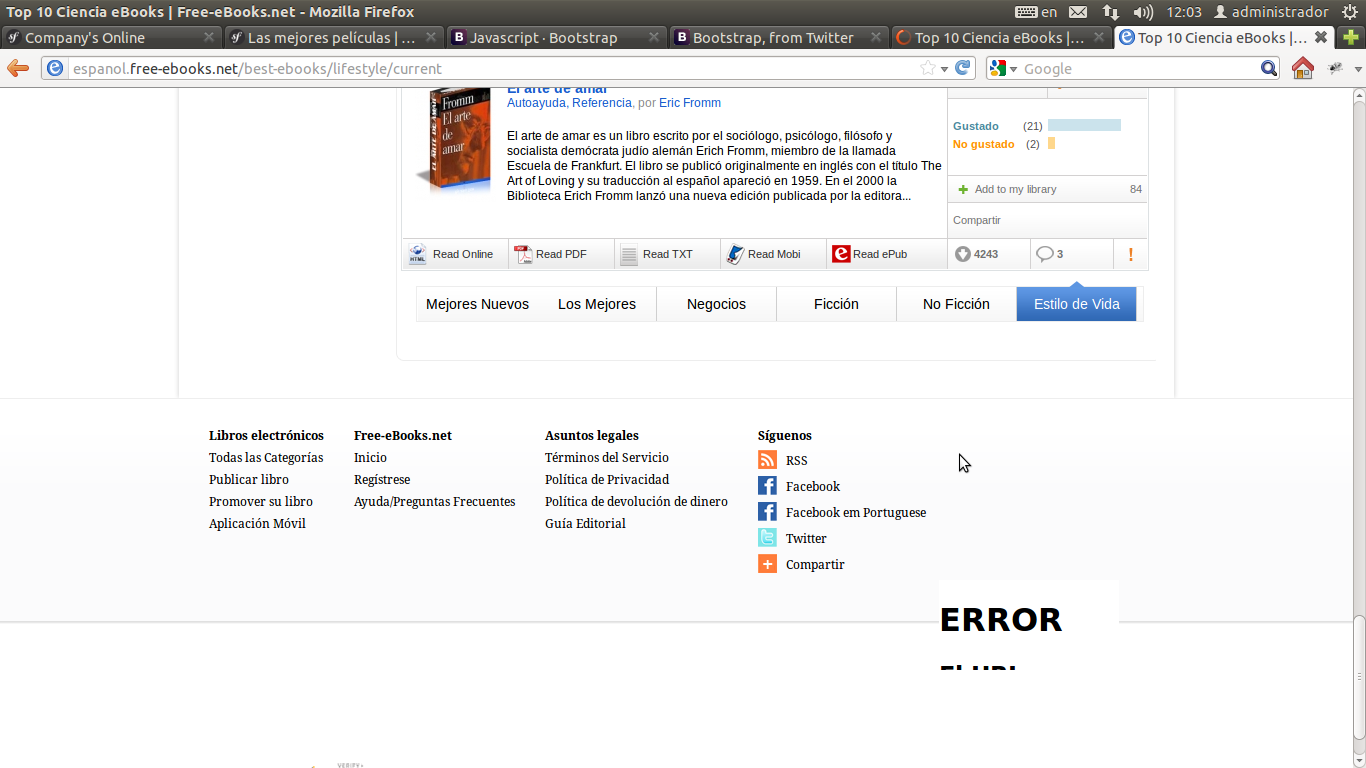 Top 10 Ciencia eBooks | Free-eBooks.net - Mozilla Firefox
en
12:03
administrador
Company's Online
Las mejores películas | ...
Javascript · Bootstrap
Bootstrap, from Twitter
Top 10 Ciencia eBooks |...
Top 10 Ciencia eBooks |...
espanol.free-ebooks.net/best-ebooks/lifestyle/current
Google
Fromm
El arte
de
amar
EL ARTE DE AMAR
El arte de amar
Autoayuda, Referencia, por Eric Fromm
El arte de amar es un libro escrito por el sociólogo, psicólogo, filósofo y
socialista demócrata judío alemán Erich Fromm, miembro de la llamada
Escuela de Frankfurt. El libro se publicó originalmente en inglés con el título The
Art of Loving y su traducción al español apareció en 1959. En el 2000 la
Biblioteca Erich Fromm lanzó una nueva edición publicada por la editora...
Gustado (21)
No gustado (2)
Add to my library 84
Compartir
HTML Read Online
PDF Read PDF
Read TXT
Read Mobi
Read ePub
4243
3
!
Mejores Nuevos
Los Mejores
Negocios
Ficción
No Ficción
Estilo de Vida
Libros electrónicos
Todas las Categorías
Publicar libro
Promover su libro
Aplicación Móvil
Free-eBooks.net
Inicio
Regístrese
Ayuda/Preguntas Frecuentes
Asuntos legales
Términos del Servicio
Política de Privacidad
Política de devolución de dinero
Guía Editorial
Síguenos
RSS
Facebook
Facebook em Portuguese
Twitter
Compartir
ERROR
El URL